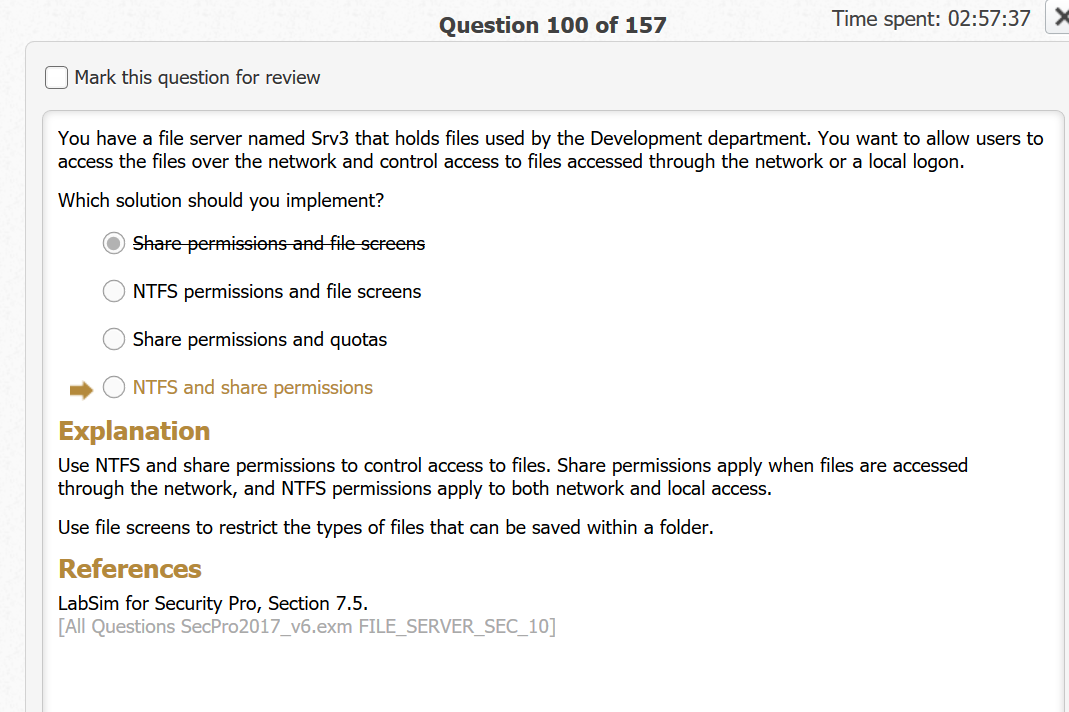 Question 100 of 157
Time spent: 02:57:37
Mark this question for review
You have a file server named Srv3 that holds files used by the Development department. You want to allow users to
access the files over the network and control access to files accessed through the network or a local logon.
Which solution should you implement?
Share permissions and file screens
NTFS permissions and file screens
Share permissions and quotas
NTFS and share permissions
Explanation
Use NTFS and share permissions to control access to files. Share permissions apply when files are accessed
through the network, and NTFS permissions apply to both network and local access.
Use file screens to restrict the types of files that can be saved within a folder.
References
LabSim for Security Pro, Section 7.5.
[All Questions SecPro2017_v6.exm FILE_SERVER_SEC_10]